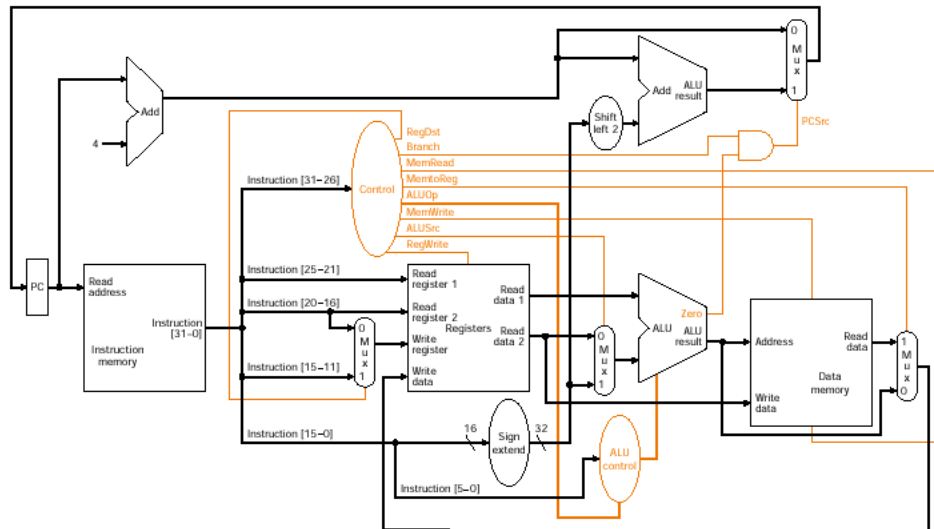 0
M
u
x
1
Add
ALU
result
Add
4
Shift
left 2
PCSrc
RegDst
Branch
MemRead
MemtoReg
ALUOp
MemWrite
ALUSrc
RegWrite
Control
Instruction [31–26]
Instruction [25–21]
Instruction [20–16]
Instruction [15–11]
Instruction [15–0]
Instruction [5–0]
PC
Read
address
Instruction
[31–0]
Instruction
memory
0
M
u
x
1
Read
register 1
Read
register 2
Write
register
Write
data
Registers
Read
data 1
Read
data 2
16
Sign
extend
32
0
M
u
x
1
Zero
ALU
ALU
result
ALU
control
Address
Write
data
Read
data
Data
memory
1
M
u
x
0